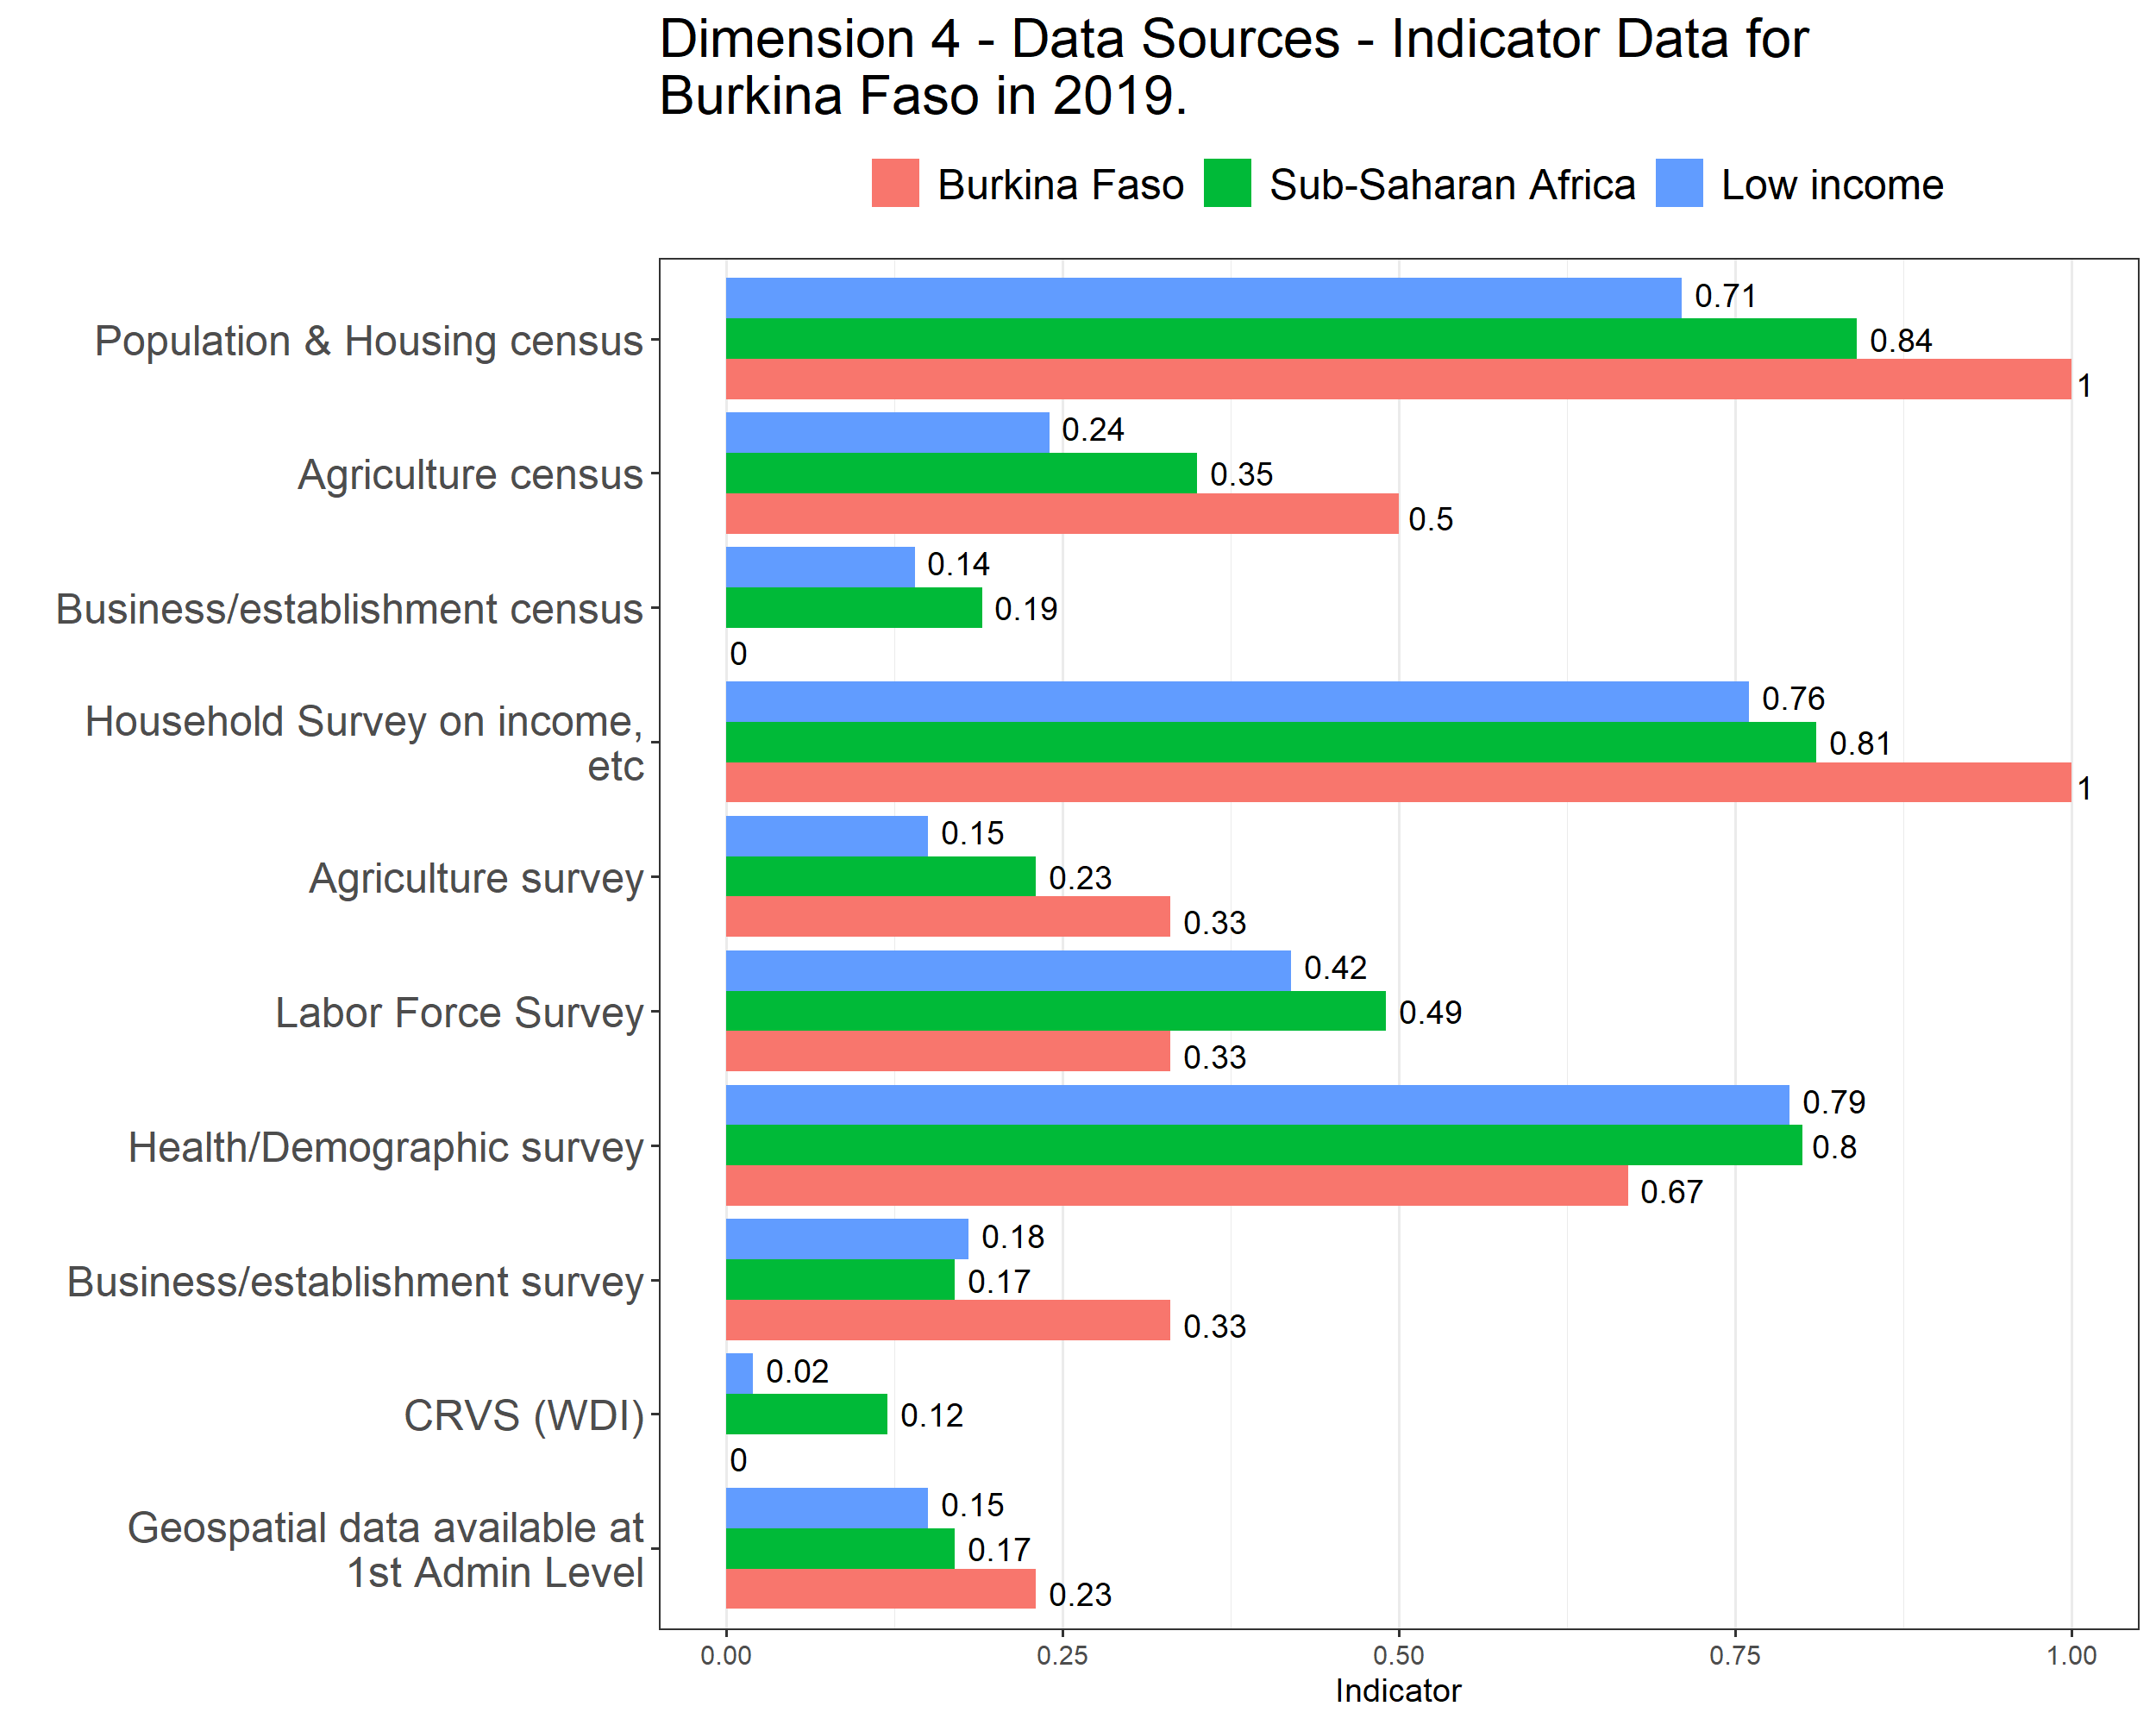 Dimension 4 - Data Sources - Indicator Data for
Burkina Faso in 2019.
Burkina Faso Sub-Saharan Africa Low income
Population & Housing census
0.71
0.84
1
Agriculture census
0.24
0.35
0.5
Business/establishment census
0.14
0.19
0
Household Survey on income,
etc
0.76
0.81
1
Agriculture survey
0.15
0.23
0.33
Labor Force Survey
0.42
0.49
0.33
Health/Demographic survey
0.79
0.8
0.67
Business/establishment survey
0.18
0.17
0.33
CRVS (WDI)
0.02
0.12
0
Geospatial data available at
1st Admin Level
0.15
0.17
0.23
0.00 0.25 0.50 0.75 1.00
Indicator